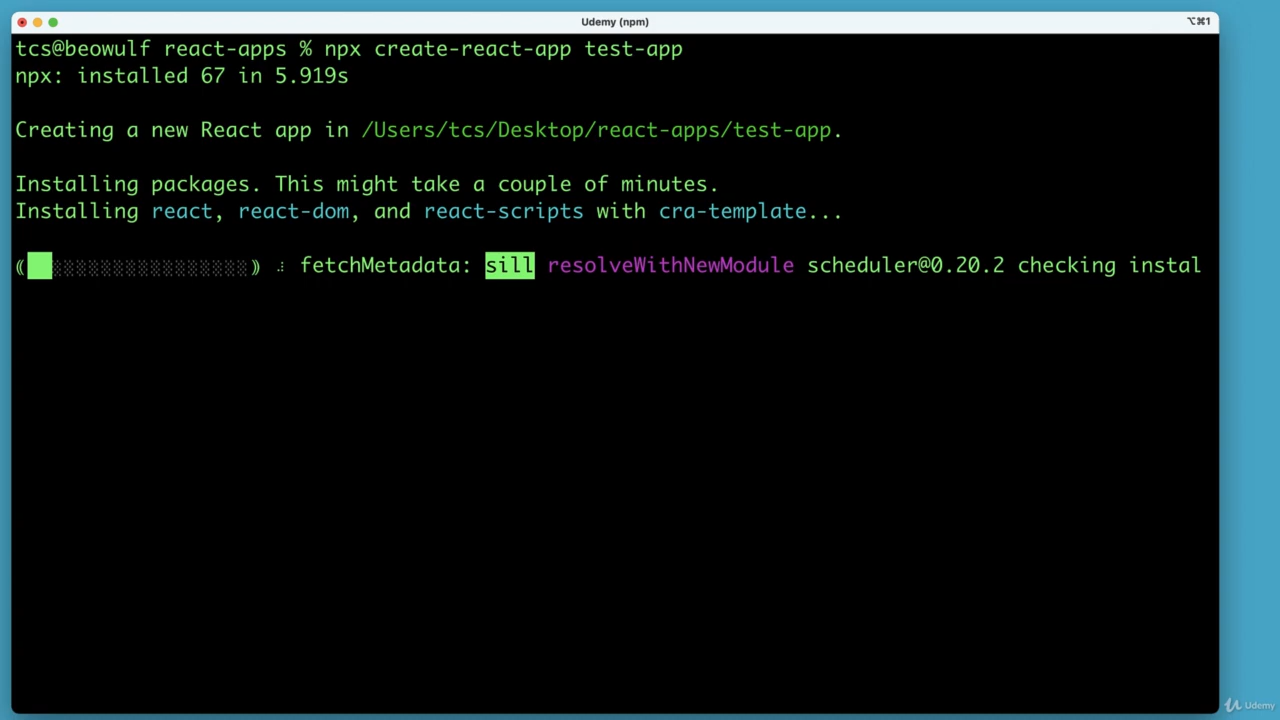 Udemy (npm)
⌥⌘1
tcs@beowulf react-apps % npx create-react-app test-app
npx: installed 67 in 5.919s
Creating a new React app in /Users/tcs/Desktop/react-apps/test-app.
Installing packages. This might take a couple of minutes.
Installing react, react-dom, and react-scripts with cra-template...
⸨██░░░░░░░░░░░░░░░░⸩ ⠼ fetchMetadata: sill resolveWithNewModule scheduler@0.20.2 checking instal
Udemy